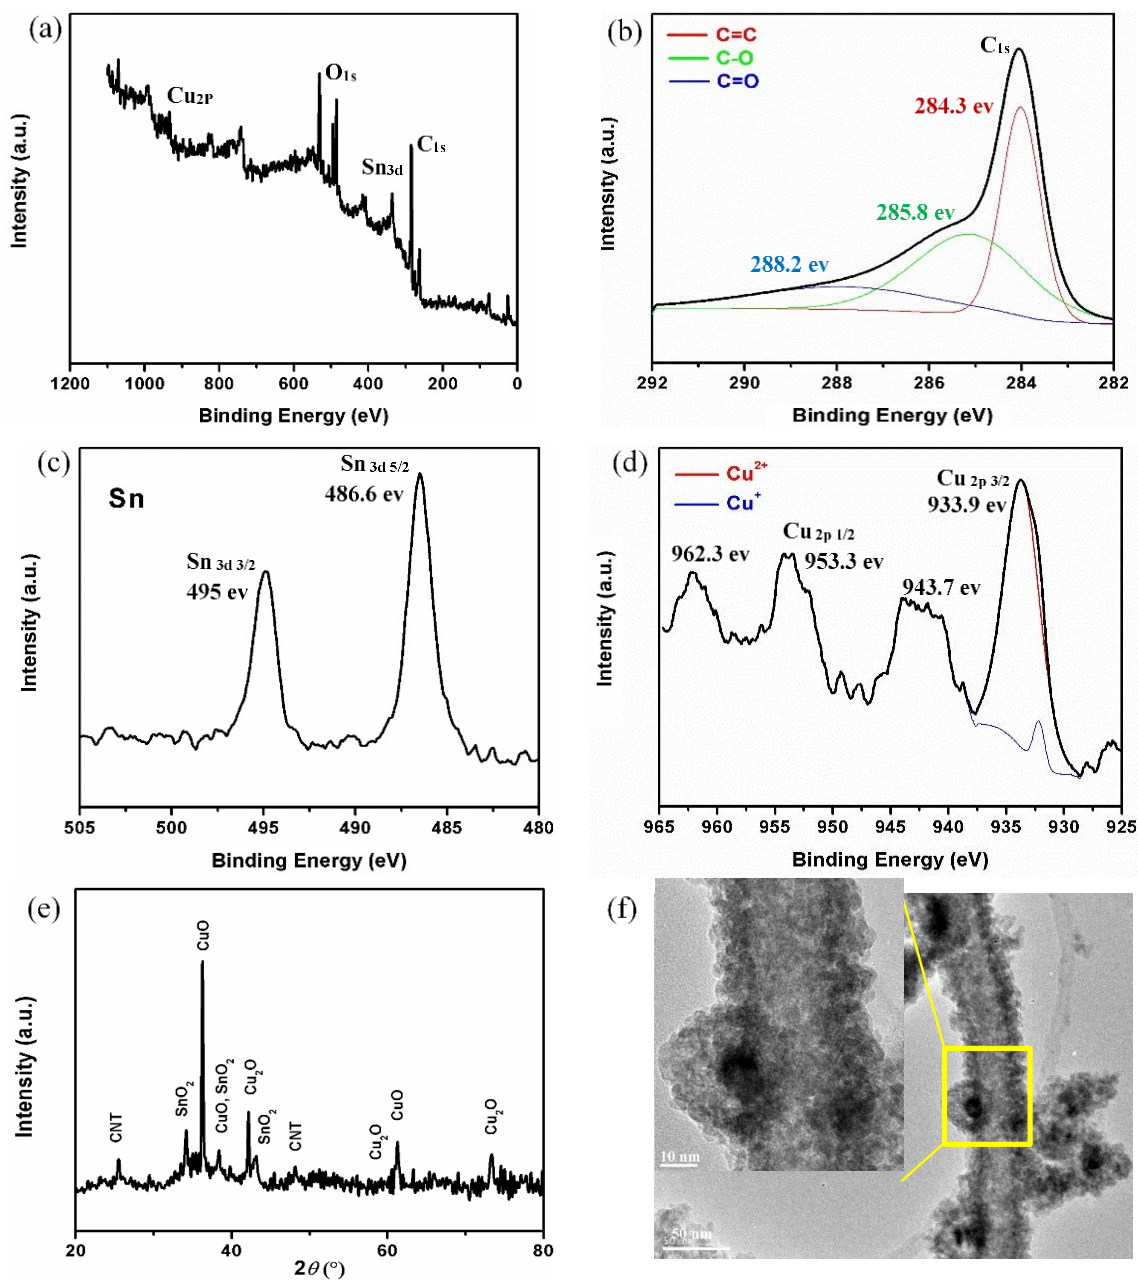 (a)
Cu2P
O1s
Sn3d
C1s
Intensity (a.u.)
1200 1000 800 600 400 200 0
Binding Energy (eV)
(b)
C=C
C-O
C=O
C1s
284.3 ev
285.8 ev
288.2 ev
Intensity (a.u.)
292 290 288 286 284 282
Binding Energy (eV)
(c)
Sn
Sn 3d 5/2
486.6 ev
Sn 3d 3/2
495 ev
Intensity (a.u.)
505 500 495 490 485 480
Binding Energy (eV)
(d)
Cu2+
Cu+
Cu 2p 3/2
933.9 ev
Cu 2p 1/2
953.3 ev
962.3 ev
943.7 ev
Intensity (a.u.)
965 960 955 950 945 940 935 930 925
Binding Energy (eV)
(e)
CNT
SnO2
CuO
CuO, SnO2
Cu2O
SnO2
CNT
Cu2O
CuO
Cu2O
Intensity (a.u.)
20 40 60 80
2θ (°)
(f)
10 nm
50 nm